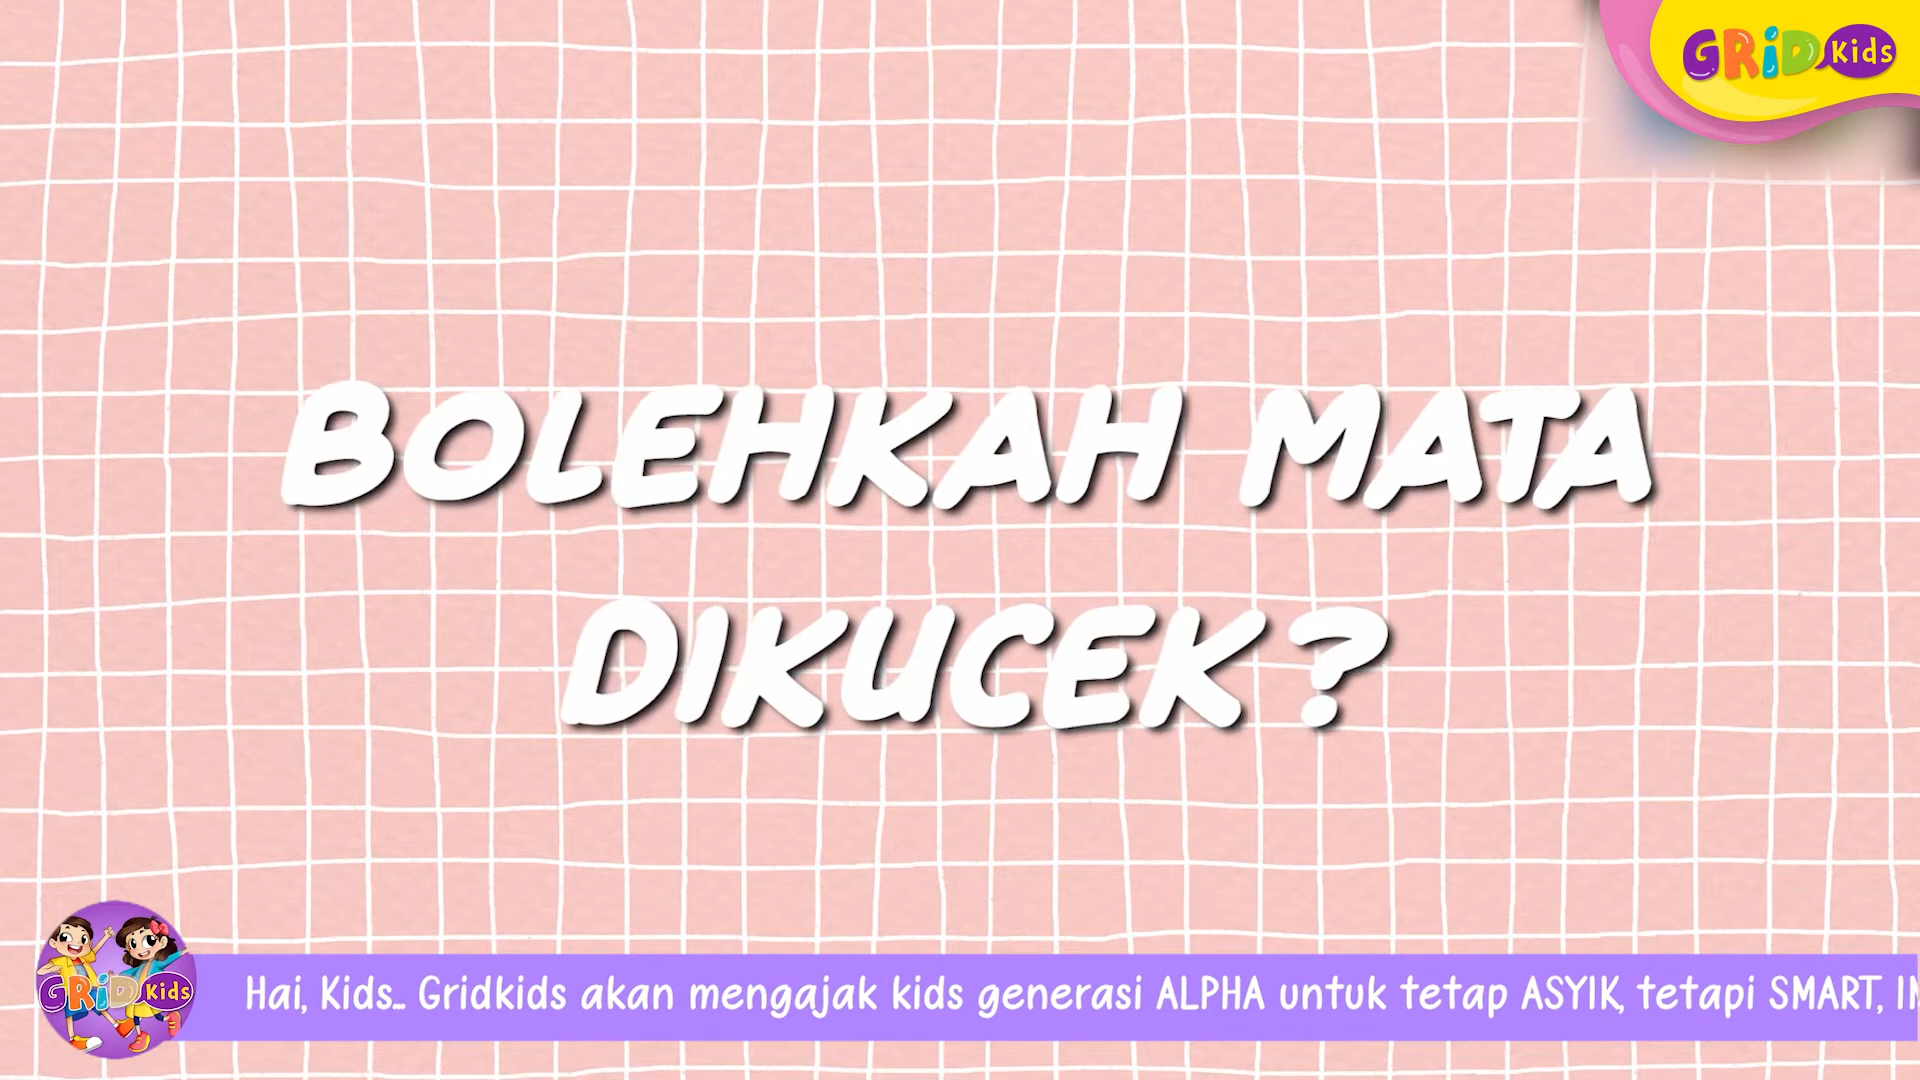 GRiD Kids
BOLEHKAH MATA
DIKUCEK?
GRiD Kids
Hai, Kids... Gridkids akan mengajak kids generasi ALPHA untuk tetap ASYIK, tetapi SMART,